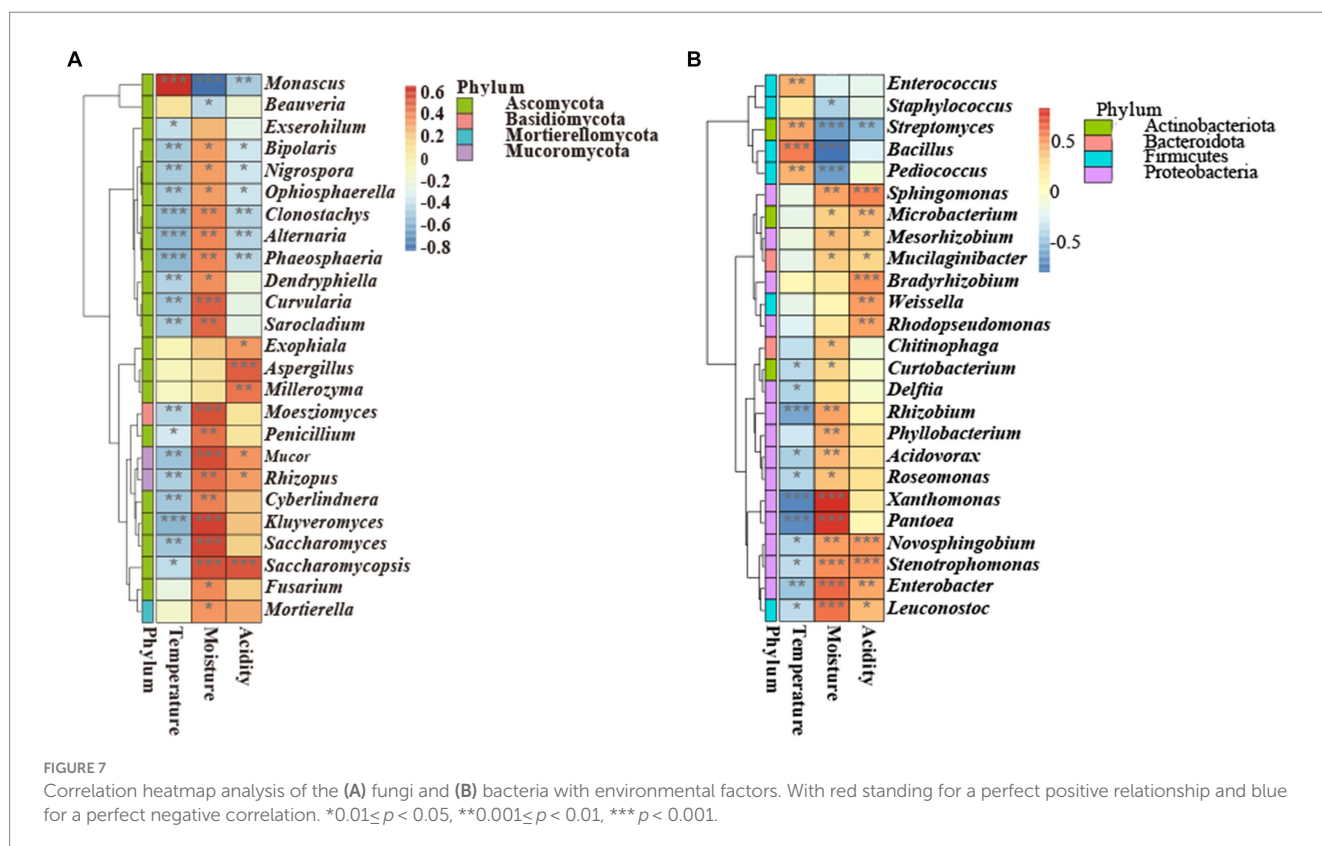 A
*** *** ** Monascus
* Beauveria
* Exserohilum
** * * Bipolaris
** * * Nigrospora
** * * Ophiosphaerella
*** ** ** Clonostachys
*** ** ** Alternaria
*** ** ** Phaeosphaeria
** * Dendryphiella
** *** Curvularia
** ** Sarocladium
* Exophiala
*** Aspergillus
** Millerozyma
** *** Moesziomyces
* ** Penicillium
** *** * Mucor
** ** * Rhizopus
** ** Cyberlindnera
*** *** Kluyveromyces
** *** Saccharomyces
* *** *** Saccharomycopsis
* Fusarium
* Mortierella
Phylum
Temperature
Moisture
Acidity
0.6
0.4
0.2
0
-0.2
-0.4
-0.6
-0.8
Phylum
Ascomycota
Basidiomycota
Mortierellomycota
Mucoromycota
B
** Enterococcus
* Staphylococcus
** *** ** Streptomyces
*** *** Bacillus
** *** Pediococcus
** *** Sphingomonas
* ** Microbacterium
* * Mesorhizobium
* * Mucilaginibacter
*** Bradyrhizobium
** Weissella
** Rhodopseudomonas
* Chitinophaga
* * Curtobacterium
* Delftia
*** ** Rhizobium
** Phyllobacterium
* ** Acidovorax
* * Roseomonas
*** *** Xanthomonas
*** *** Pantoea
* ** *** Novosphingobium
* *** *** Stenotrophomonas
** *** ** Enterobacter
* *** * Leuconostoc
Phylum
Temperature
Moisture
Acidity
0.5
0
-0.5
Phylum
Actinobacteriota
Bacteroidota
Firmicutes
Proteobacteria
FIGURE 7
Correlation heatmap analysis of the (A) fungi and (B) bacteria with environmental factors. With red standing for a perfect positive relationship and blue
for a perfect negative correlation. *0.01≤p < 0.05, **0.001≤p < 0.01, ***p < 0.001.